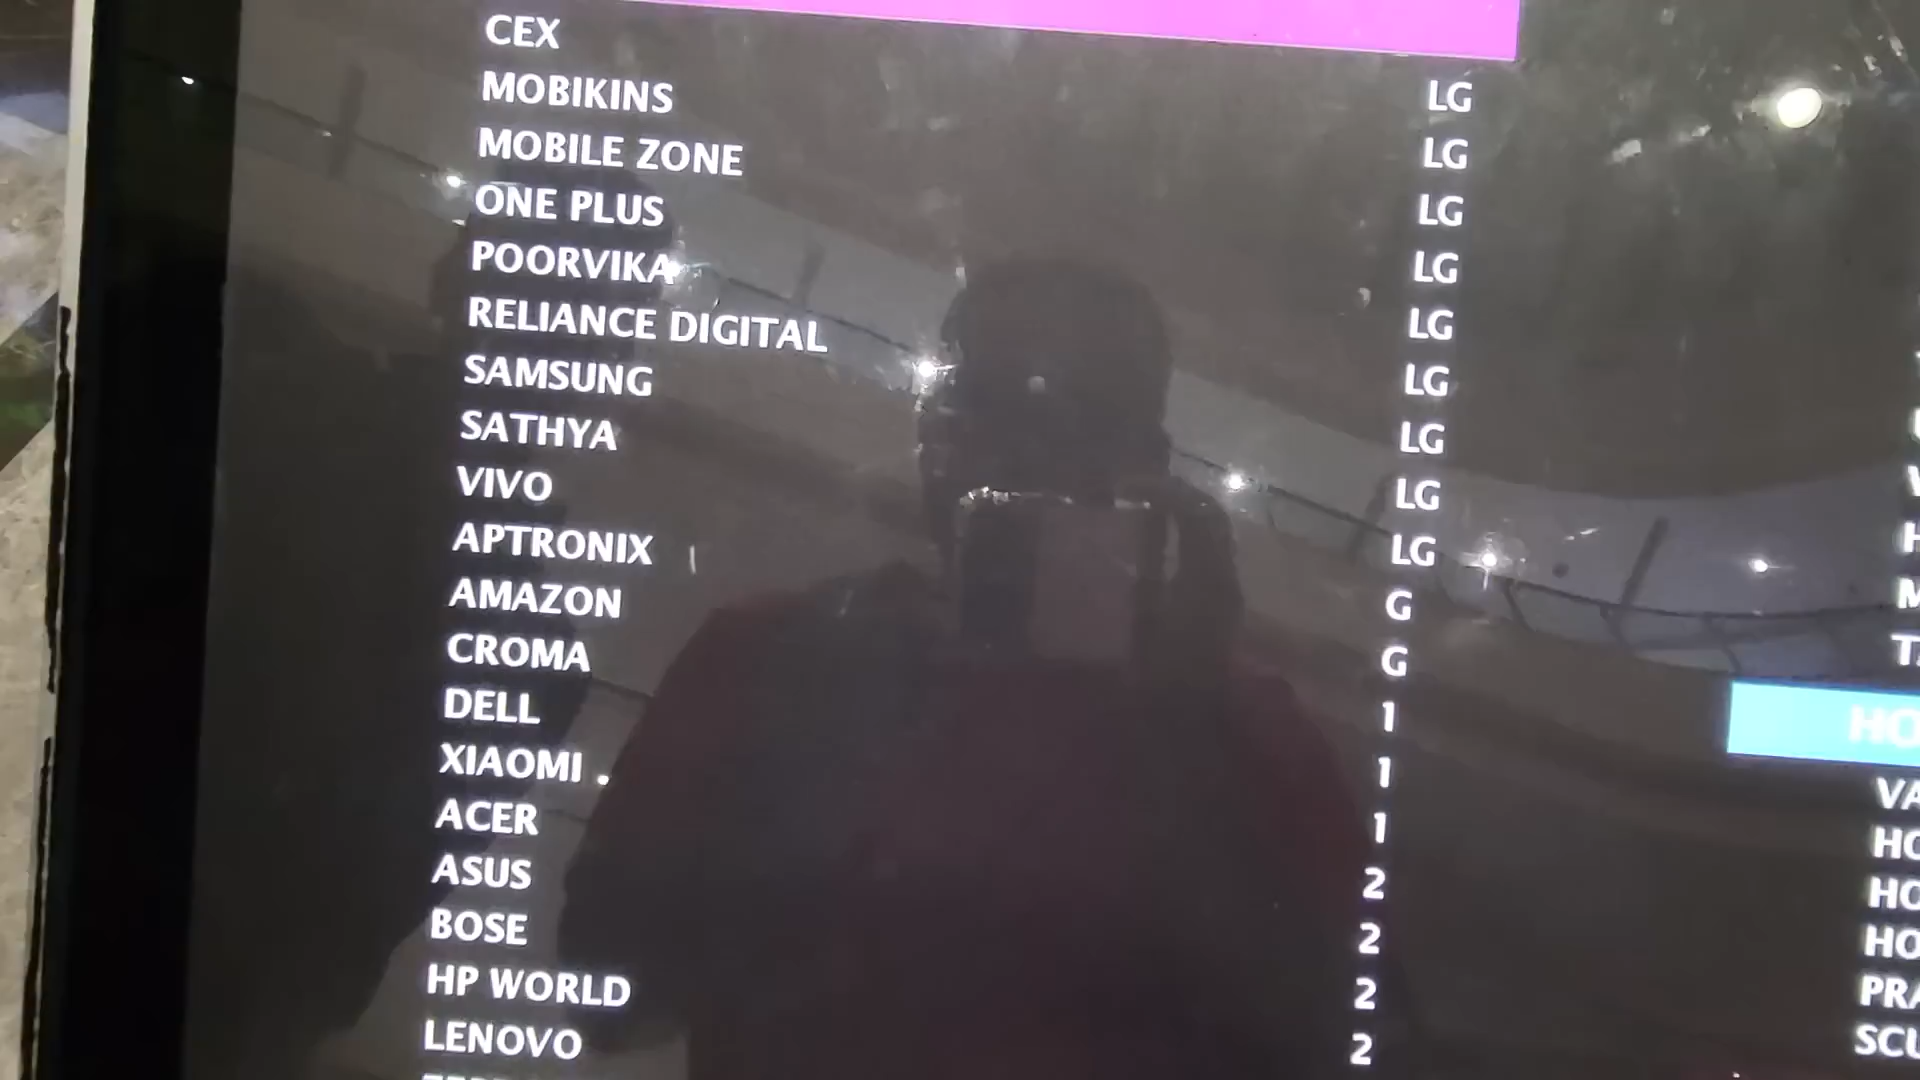 CEX LG
MOBIKINS LG
MOBILE ZONE LG
ONE PLUS LG
POORVIKA LG
RELIANCE DIGITAL LG
SAMSUNG LG
SATHYA LG
VIVO LG
APTRONIX G
AMAZON G
CROMA 1
DELL 1
XIAOMI . 1
ACER 2
ASUS 2
BOSE 2
HP WORLD 2
LENOVO